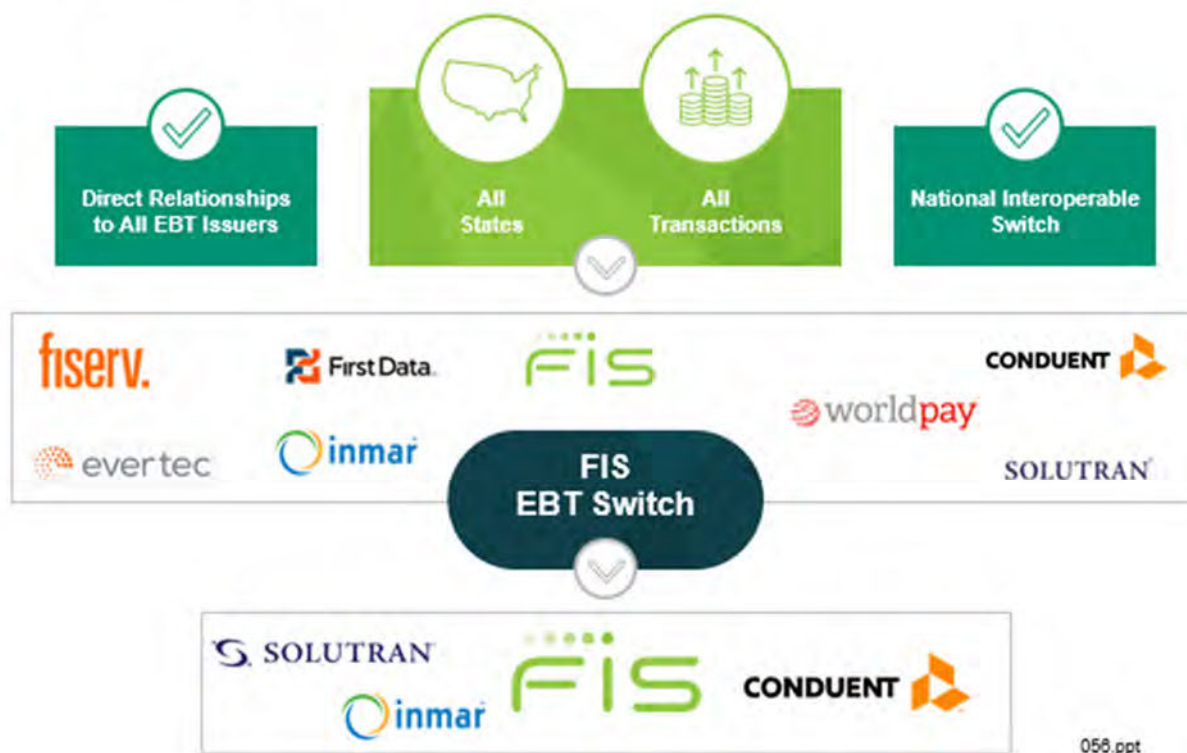 Direct Relationships
to All EBT Issuers
All
States
All
Transactions
National Interoperable
Switch
fiserv.
First Data.
FIS
CONDUENT
worldpay
evertec
inmar
SOLUTRAN
FIS
EBT Switch
SOLUTRAN
inmar
FIS
CONDUENT
056.ppt